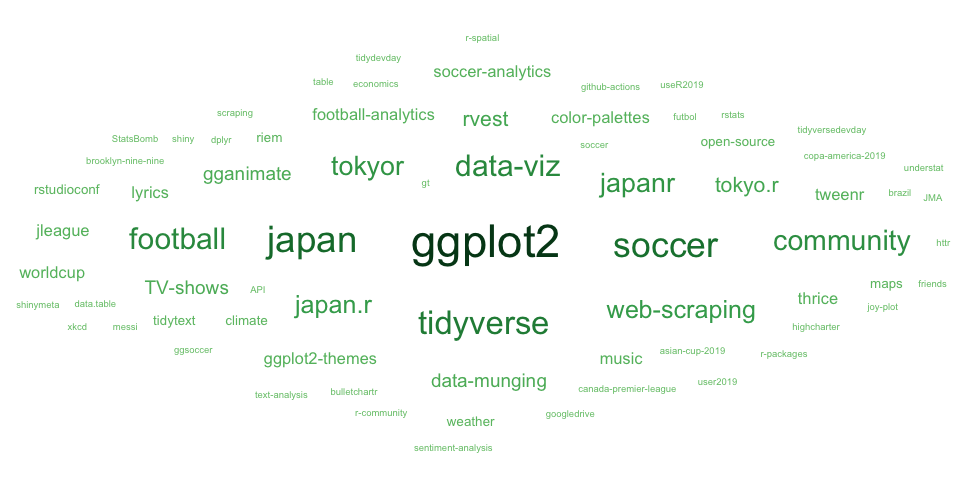 r-spatial
tidydevday
soccer-analytics
table
economics
github-actions
useR2019
scraping
football-analytics
rvest
color-palettes
futbol
rstats
StatsBomb
shiny
dplyr
riem
soccer
open-source
tidyversedevday
brooklyn-nine-nine
gganimate
tokyor
data-viz
copa-america-2019
understat
rstudioconf
lyrics
gt
japanr
tokyo.r
tweenr
brazil
JMA
jleague
football
japan
ggplot2
soccer
community
httr
worldcup
TV-shows
API
maps
friends
shinymeta
data.table
japan.r
web-scraping
thrice
joy-plot
xkcd
messi
tidytext
climate
tidyverse
highcharter
ggsoccer
ggplot2-themes
music
asian-cup-2019
r-packages
text-analysis
bulletchartr
data-munging
canada-premier-league
user2019
r-community
weather
googledrive
sentiment-analysis